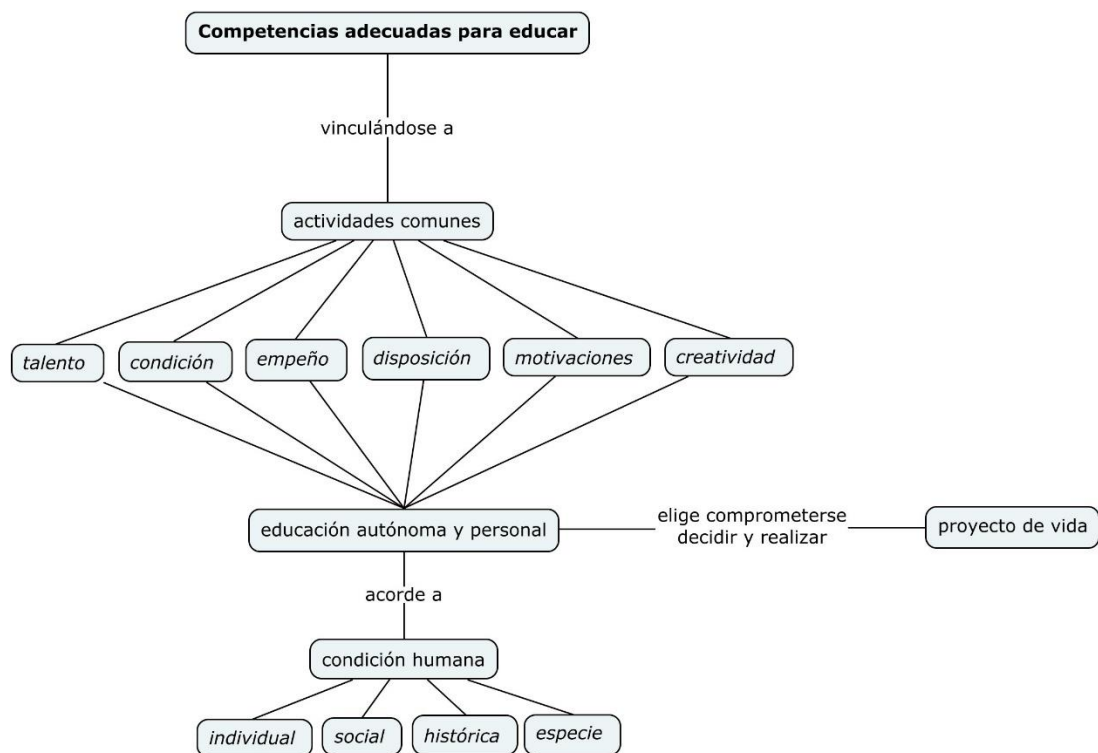 Competencias adecuadas para educar
vinculándose a
actividades comunes
talento
condición
empeño
disposición
motivaciones
creatividad
educación autónoma y personal
elige comprometerse
decidir y realizar
proyecto de vida
acorde a
condición humana
individual
social
histórica
especie